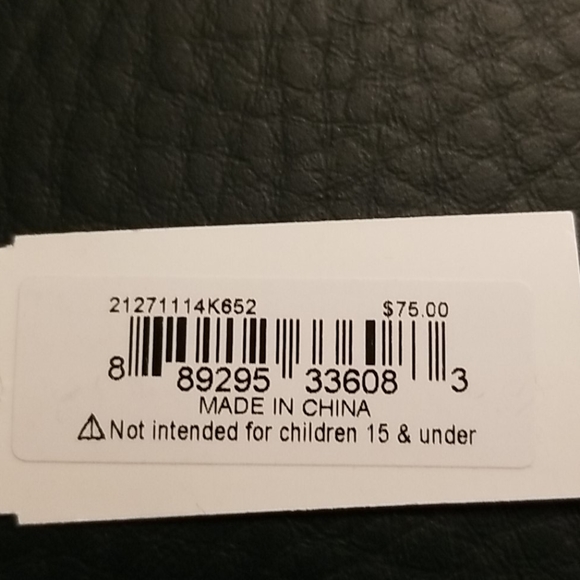 21271114K652 $75.00
8 89295 33608 3
MADE IN CHINA
⚠Not intended for children 15 & under